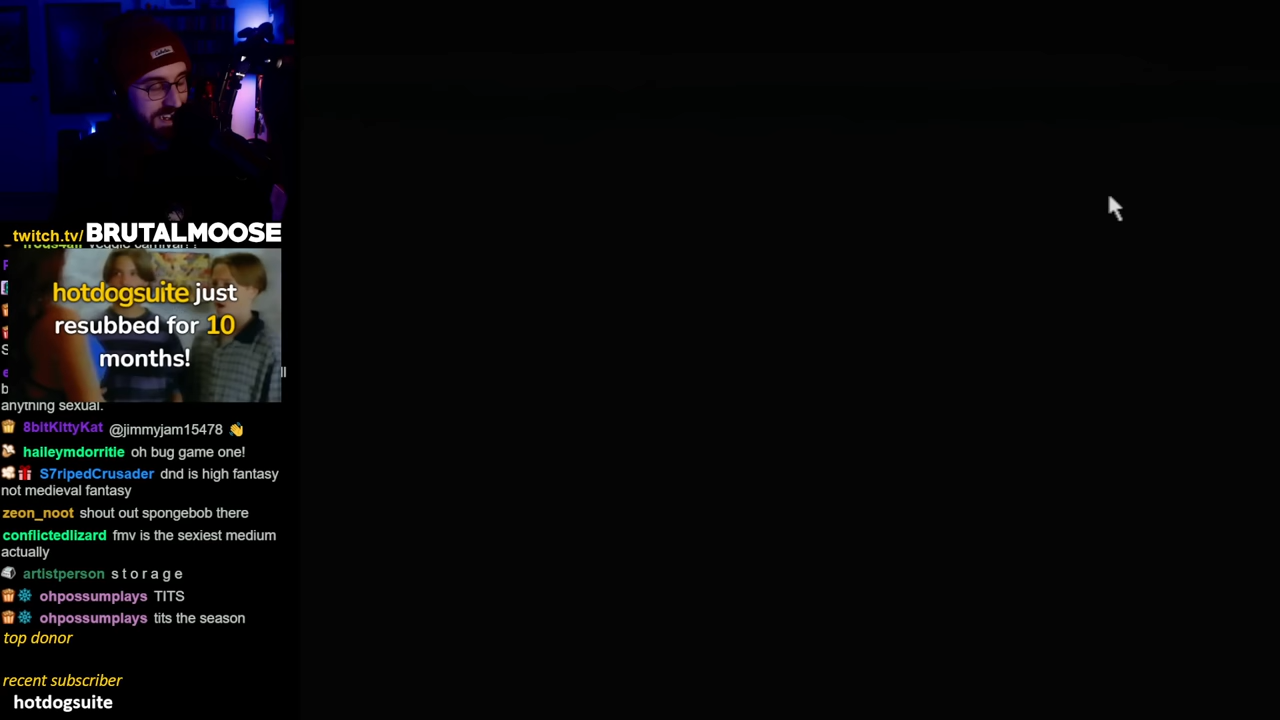 twitch.tv/BRUTALMOOSE
hotdogsuite just
resubbed for 10
months!
anything sexual.
8bitKittyKat @jimmyjam15478
haileymdorritie oh bug game one!
S7ripedCrusader dnd is high fantasy
not medieval fantasy
zeon_noot shout out spongebob there
conflictedlizard fmv is the sexiest medium
actually
artistperson s t o r a g e
ohpossumplays TITS
ohpossumplays tits the season
top donor
recent subscriber
hotdogsuite